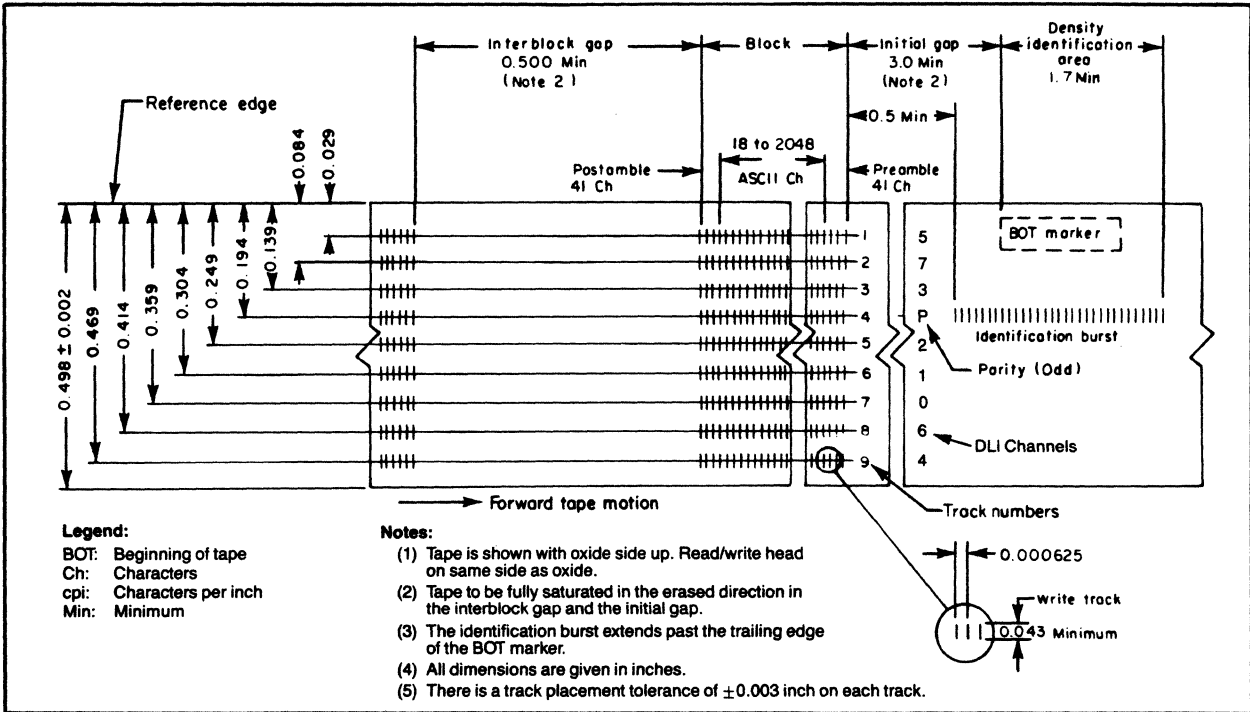 Interblock gap
0.500 Min
(Note 2)
Block
Initial gap
3.0 Min
(Note 2)
Density
identification
area
1.7 Min
Reference edge
0.5 Min
0.084
0.029
18 to 2048
ASCII Ch
Postamble
41 Ch
Preamble
41 Ch
0.498 ± 0.002
0.469
0.414
0.359
0.304
0.249
0.194
0.139
1
2
3
4
5
6
7
8
9
5
7
3
P
2
1
0
6
4
BOT marker
Identification burst
Parity (Odd)
DLI Channels
Forward tape motion
Track numbers
0.000625
Write track
0.043 Minimum
Legend:
BOT: Beginning of tape
Ch: Characters
cpi: Characters per inch
Min: Minimum
Notes:
(1) Tape is shown with oxide side up. Read/write head
on same side as oxide.
(2) Tape to be fully saturated in the erased direction in
the interblock gap and the initial gap.
(3) The identification burst extends past the trailing edge
of the BOT marker.
(4) All dimensions are given in inches.
(5) There is a track placement tolerance of ±0.003 inch on each track.